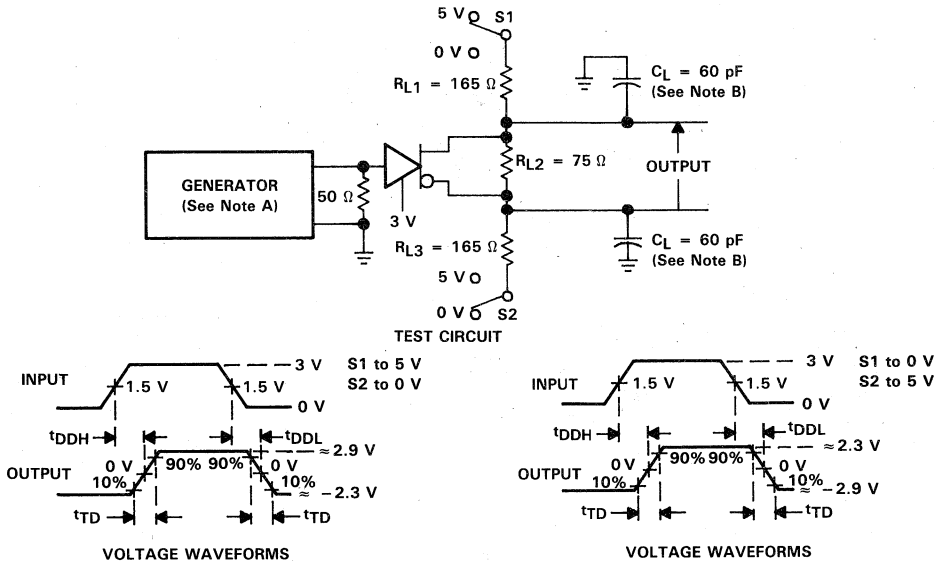 5 V S1
0 V
RL1 = 165 Ω
CL = 60 pF
(See Note B)
GENERATOR
(See Note A)
50 Ω
3 V
RL2 = 75 Ω
OUTPUT
RL3 = 165 Ω
CL = 60 pF
(See Note B)
5 V
0 V S2
TEST CIRCUIT
INPUT
3 V
1.5 V
1.5 V
0 V
S1 to 5 V
S2 to 0 V
tDDH
tDDL
≈2.9 V
OUTPUT
0 V
90% 90%
0 V
10%
10%
≈ −2.3 V
tTD
tTD
VOLTAGE WAVEFORMS
INPUT
3 V
1.5 V
1.5 V
0 V
S1 to 0 V
S2 to 5 V
tDDH
tDDL
≈2.3 V
OUTPUT
0 V
90% 90%
0 V
10%
10%
≈ −2.9 V
tTD
tTD
VOLTAGE WAVEFORMS